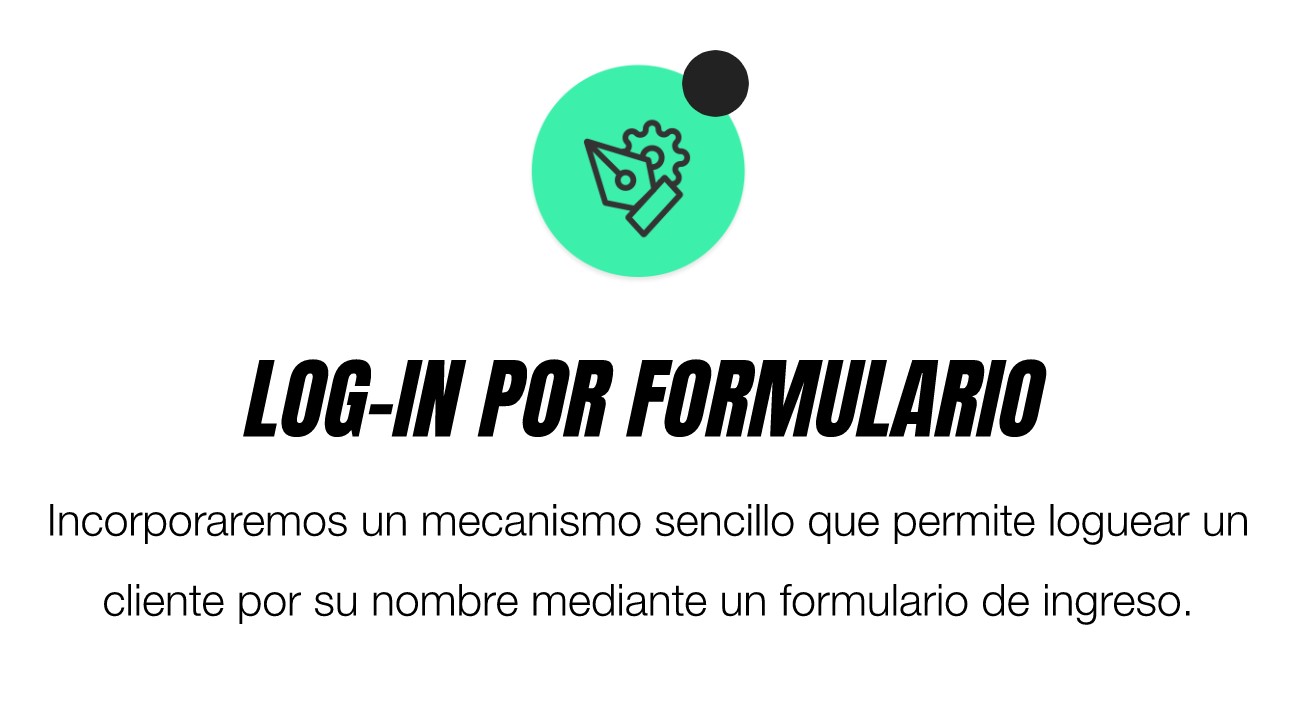 LOG-IN POR FORMULARIO
Incorporaremos un mecanismo sencillo que permite loguear un
cliente por su nombre mediante un formulario de ingreso.